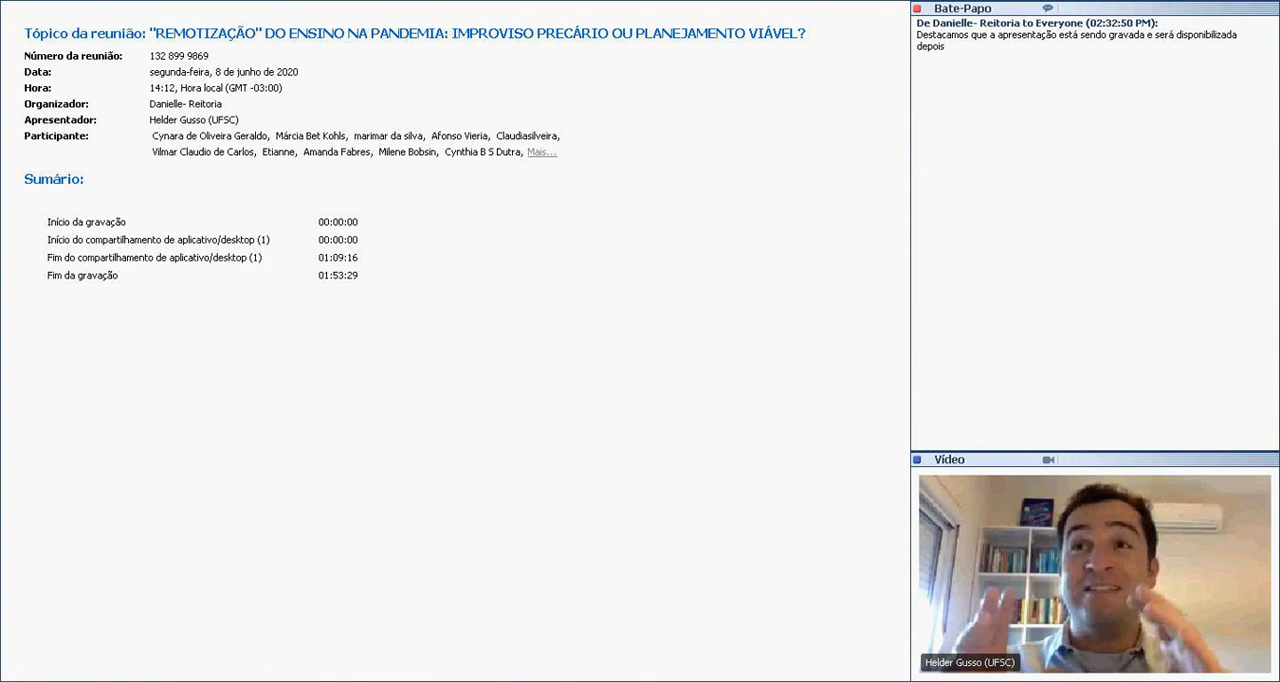 Tópico da reunião: "REMOTIZAÇÃO" DO ENSINO NA PANDEMIA: IMPROVISO PRECÁRIO OU PLANEJAMENTO VIÁVEL?
Número da reunião: 132 899 9869
Data: segunda-feira, 8 de junho de 2020
Hora: 14:12, Hora local (GMT -03:00)
Organizador: Danielle- Reitoria
Apresentador: Helder Gusso (UFSC)
Participante: Cynara de Oliveira Geraldo, Márcia Bet Kohls, marimar da silva, Afonso Vieria, Claudiasilveira,
Vilmar Claudio de Carlos, Etianne, Amanda Fabres, Milene Bobsin, Cynthia B S Dutra, Mais...
Sumário:
Início da gravação 00:00:00
Início do compartilhamento de aplicativo/desktop (1) 00:00:00
Fim do compartilhamento de aplicativo/desktop (1) 01:09:16
Fim da gravação 01:53:29
Bate-Papo
De Danielle- Reitoria to Everyone (02:32:50 PM):
Destacamos que a apresentação está sendo gravada e será disponibilizada
depois
Vídeo
Helder Gusso (UFSC)